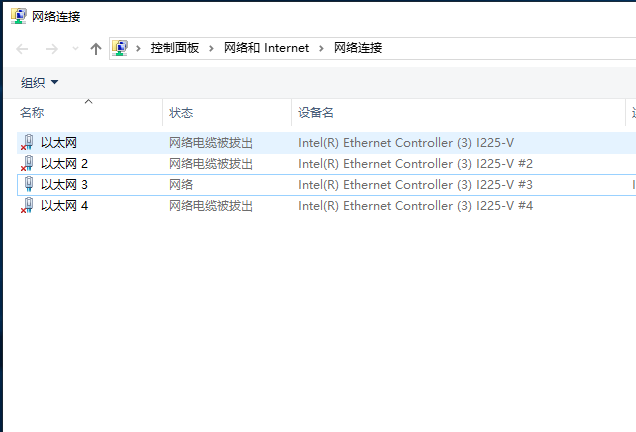 网络连接
控制面板 › 网络和 Internet › 网络连接
组织
名称 状态 设备名
以太网 网络电缆被拔出 Intel(R) Ethernet Controller (3) I225-V
以太网 2 网络电缆被拔出 Intel(R) Ethernet Controller (3) I225-V #2
以太网 3 网络 Intel(R) Ethernet Controller (3) I225-V #3
以太网 4 网络电缆被拔出 Intel(R) Ethernet Controller (3) I225-V #4